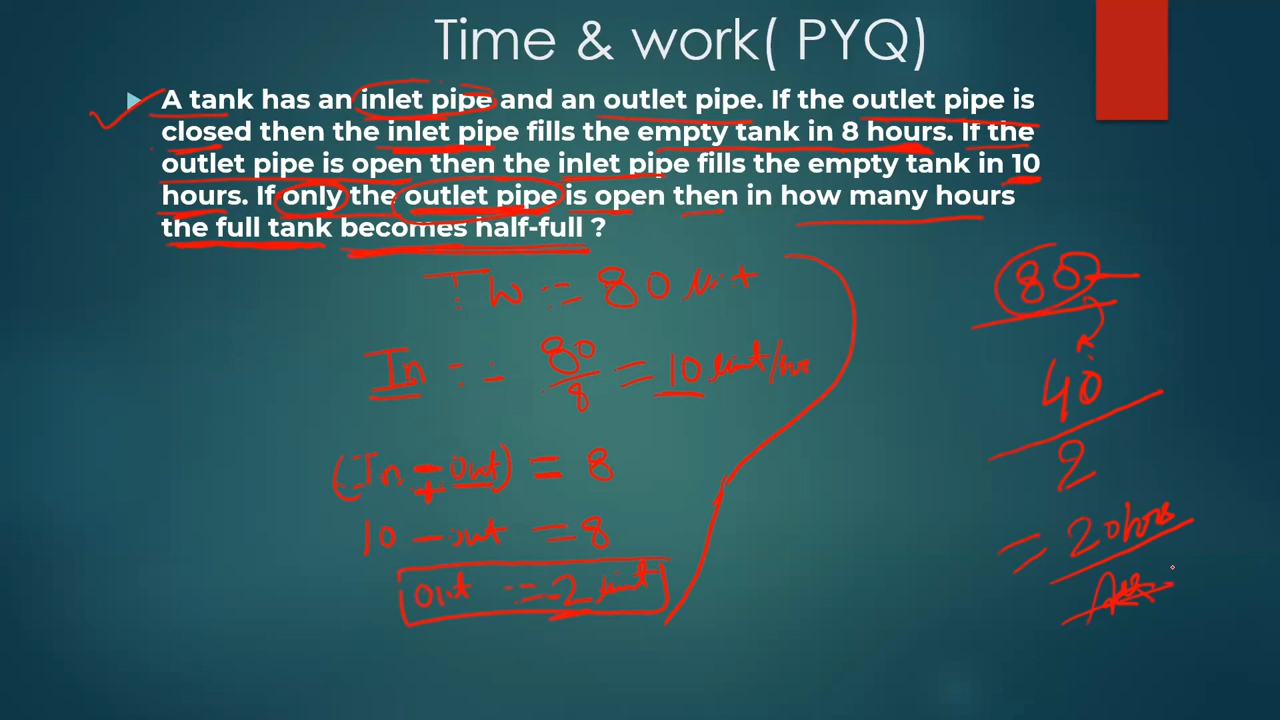 Time & work( PYQ)
A tank has an inlet pipe and an outlet pipe. If the outlet pipe is
closed then the inlet pipe fills the empty tank in 8 hours. If the
outlet pipe is open then the inlet pipe fills the empty tank in 10
hours. If only the outlet pipe is open then in how many hours
the full tank becomes half-full ?
TW = 80 unit
In = 80/8 = 10 unit/hr
(In + out) = 8
10 - out = 8
out = 2 unit
80
40
2
= 20 hrs
Ans